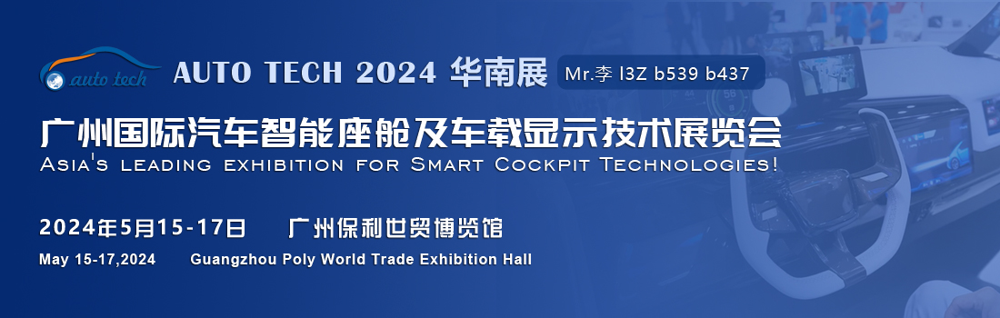 auto tech
AUTO TECH 2024 华南展 Mr.李 l3Z b539 b437
广州国际汽车智能座舱及车载显示技术展览会
Asia's leading exhibition for Smart Cockpit Technologies!
2024年5月15-17日 广州保利世贸博览馆
May 15-17,2024 Guangzhou Poly World Trade Exhibition Hall